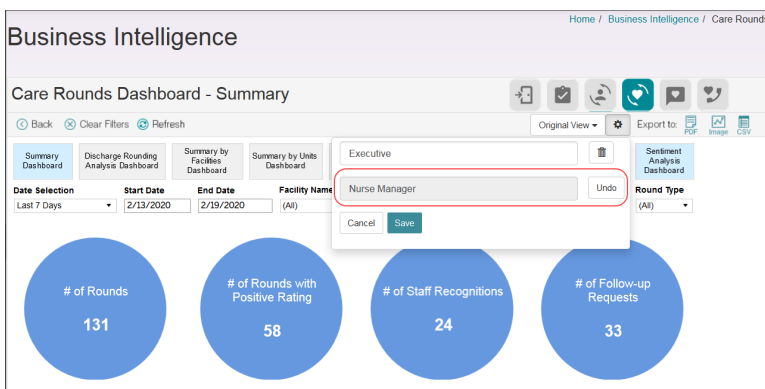 Home / Business Intelligence / Care Rounds
Business Intelligence
Care Rounds Dashboard - Summary
Back Clear Filters Refresh
Original View Export to: PDF Image CSV
Summary
Dashboard
Discharge Rounding
Analysis Dashboard
Summary by
Facilities
Dashboard
Summary by Units
Dashboard
Executive
Sentiment
Analysis
Dashboard
Nurse Manager Undo
Cancel Save
Date Selection Start Date End Date Facility Name Round Type
Last 7 Days 2/13/2020 2/19/2020 (All) (All)
# of Rounds
131
# of Rounds with
Positive Rating
58
# of Staff Recognitions
24
# of Follow-up
Requests
33